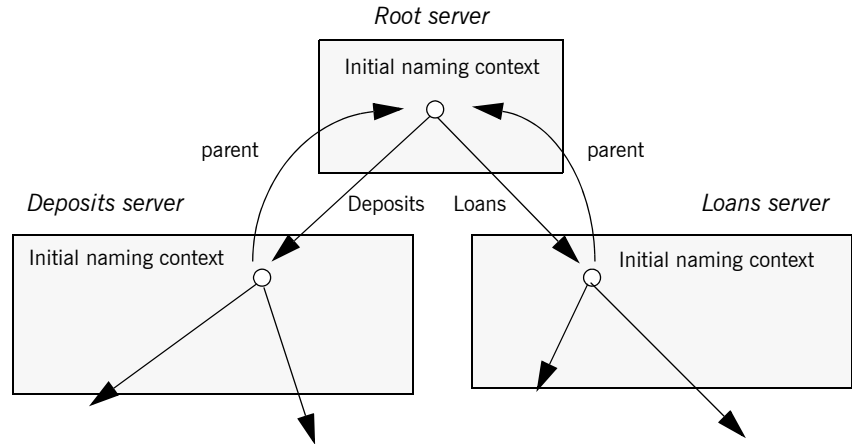 Root server
Initial naming context
parent
parent
Deposits server
Deposits
Loans
Loans server
Initial naming context
Initial naming context